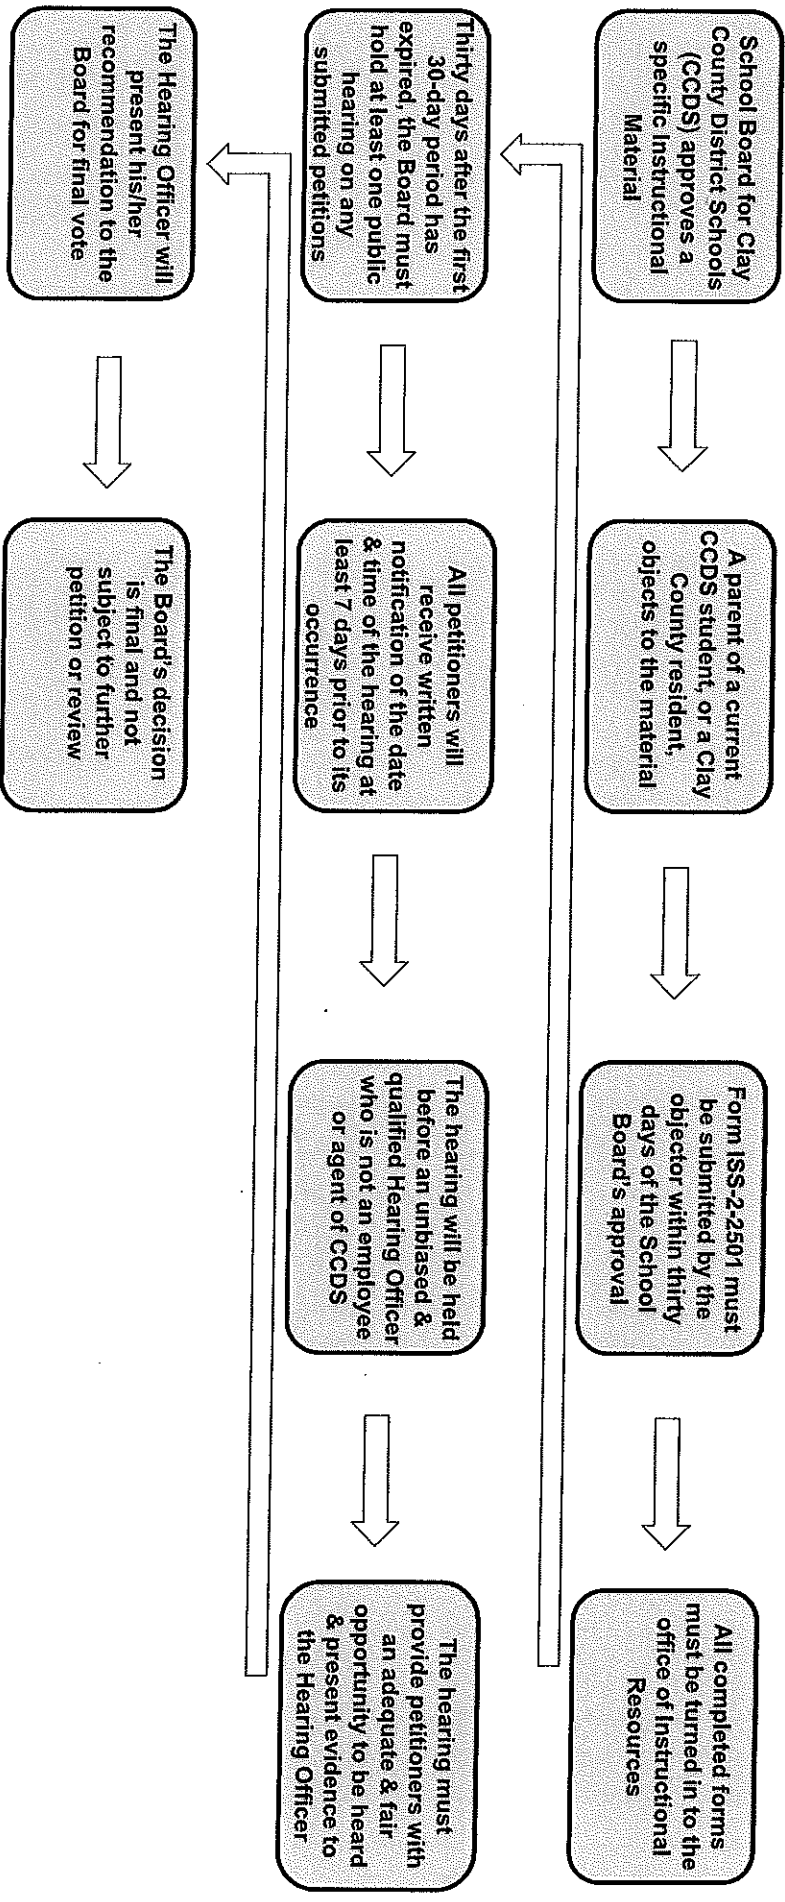 School Board for Clay
County District Schools
(CCDS) approves a
specific Instructional
Material
A parent of a current
CCDS student, or a Clay
County resident,
objects to the material
Form ISS-2-2501 must
be submitted by the
objector within thirty
days of the School
Board's approval
All completed forms
must be turned in to the
office of Instructional
Resources
Thirty days after the first
30-day period has
expired, the Board must
hold at least one public
hearing on any
submitted petitions
All petitioners will
receive written
notification of the date
& time of the hearing at
least 7 days prior to its
occurrence
The hearing will be held
before an unbiased &
qualified Hearing Officer
who is not an employee
or agent of CCDS
The hearing must
provide petitioners with
an adequate & fair
opportunity to be heard
& present evidence to
the Hearing Officer
The Hearing Officer will
present his/her
recommendation to the
Board for final vote
The Board's decision
is final and not
subject to further
petition or review